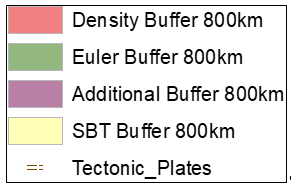 Density Buffer 800km
Euler Buffer 800km
Additional Buffer 800km
SBT Buffer 800km
Tectonic_Plates